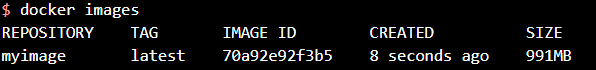 $ docker images
REPOSITORY    TAG       IMAGE ID       CREATED         SIZE
myimage       latest    70a92e92f3b5   8 seconds ago   991MB